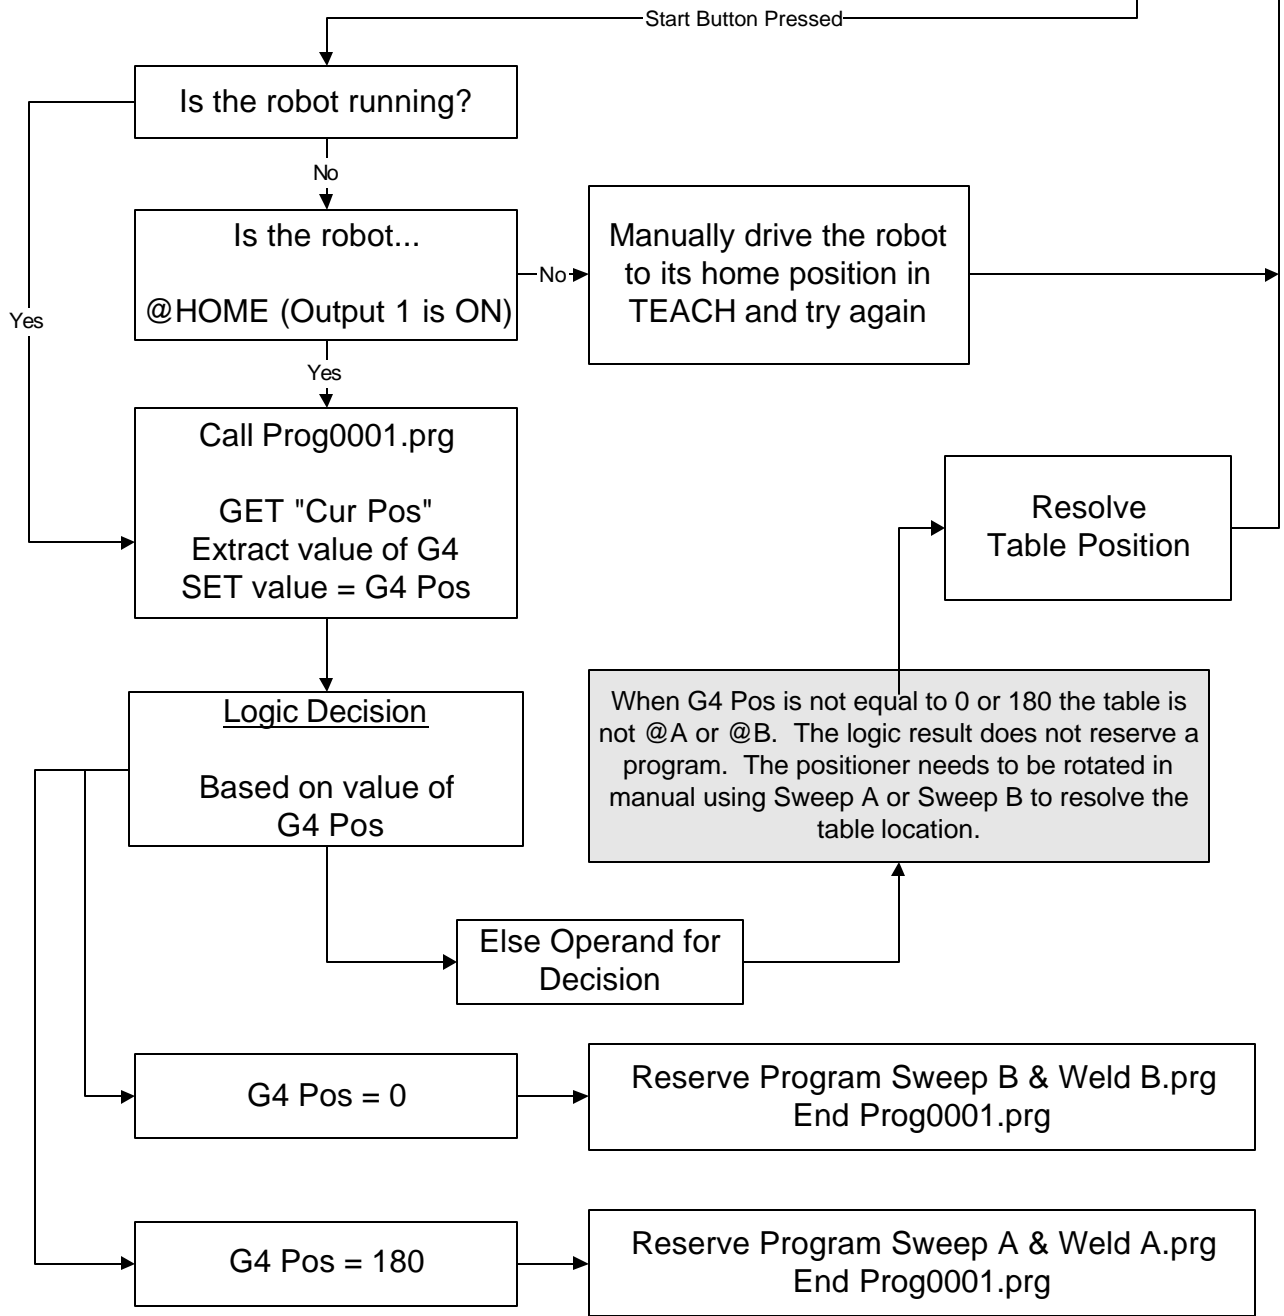 Start Button Pressed
Is the robot running?
No
Is the robot...
@HOME (Output 1 is ON)
No
Manually drive the robot
to its home position in
TEACH and try again
Yes
Yes
Call Prog0001.prg
GET "Cur Pos"
Extract value of G4
SET value = G4 Pos
Resolve
Table Position
Logic Decision
Based on value of
G4 Pos
When G4 Pos is not equal to 0 or 180 the table is
not @A or @B. The logic result does not reserve a
program. The positioner needs to be rotated in
manual using Sweep A or Sweep B to resolve the
table location.
Else Operand for
Decision
G4 Pos = 0
Reserve Program Sweep B & Weld B.prg
End Prog0001.prg
G4 Pos = 180
Reserve Program Sweep A & Weld A.prg
End Prog0001.prg